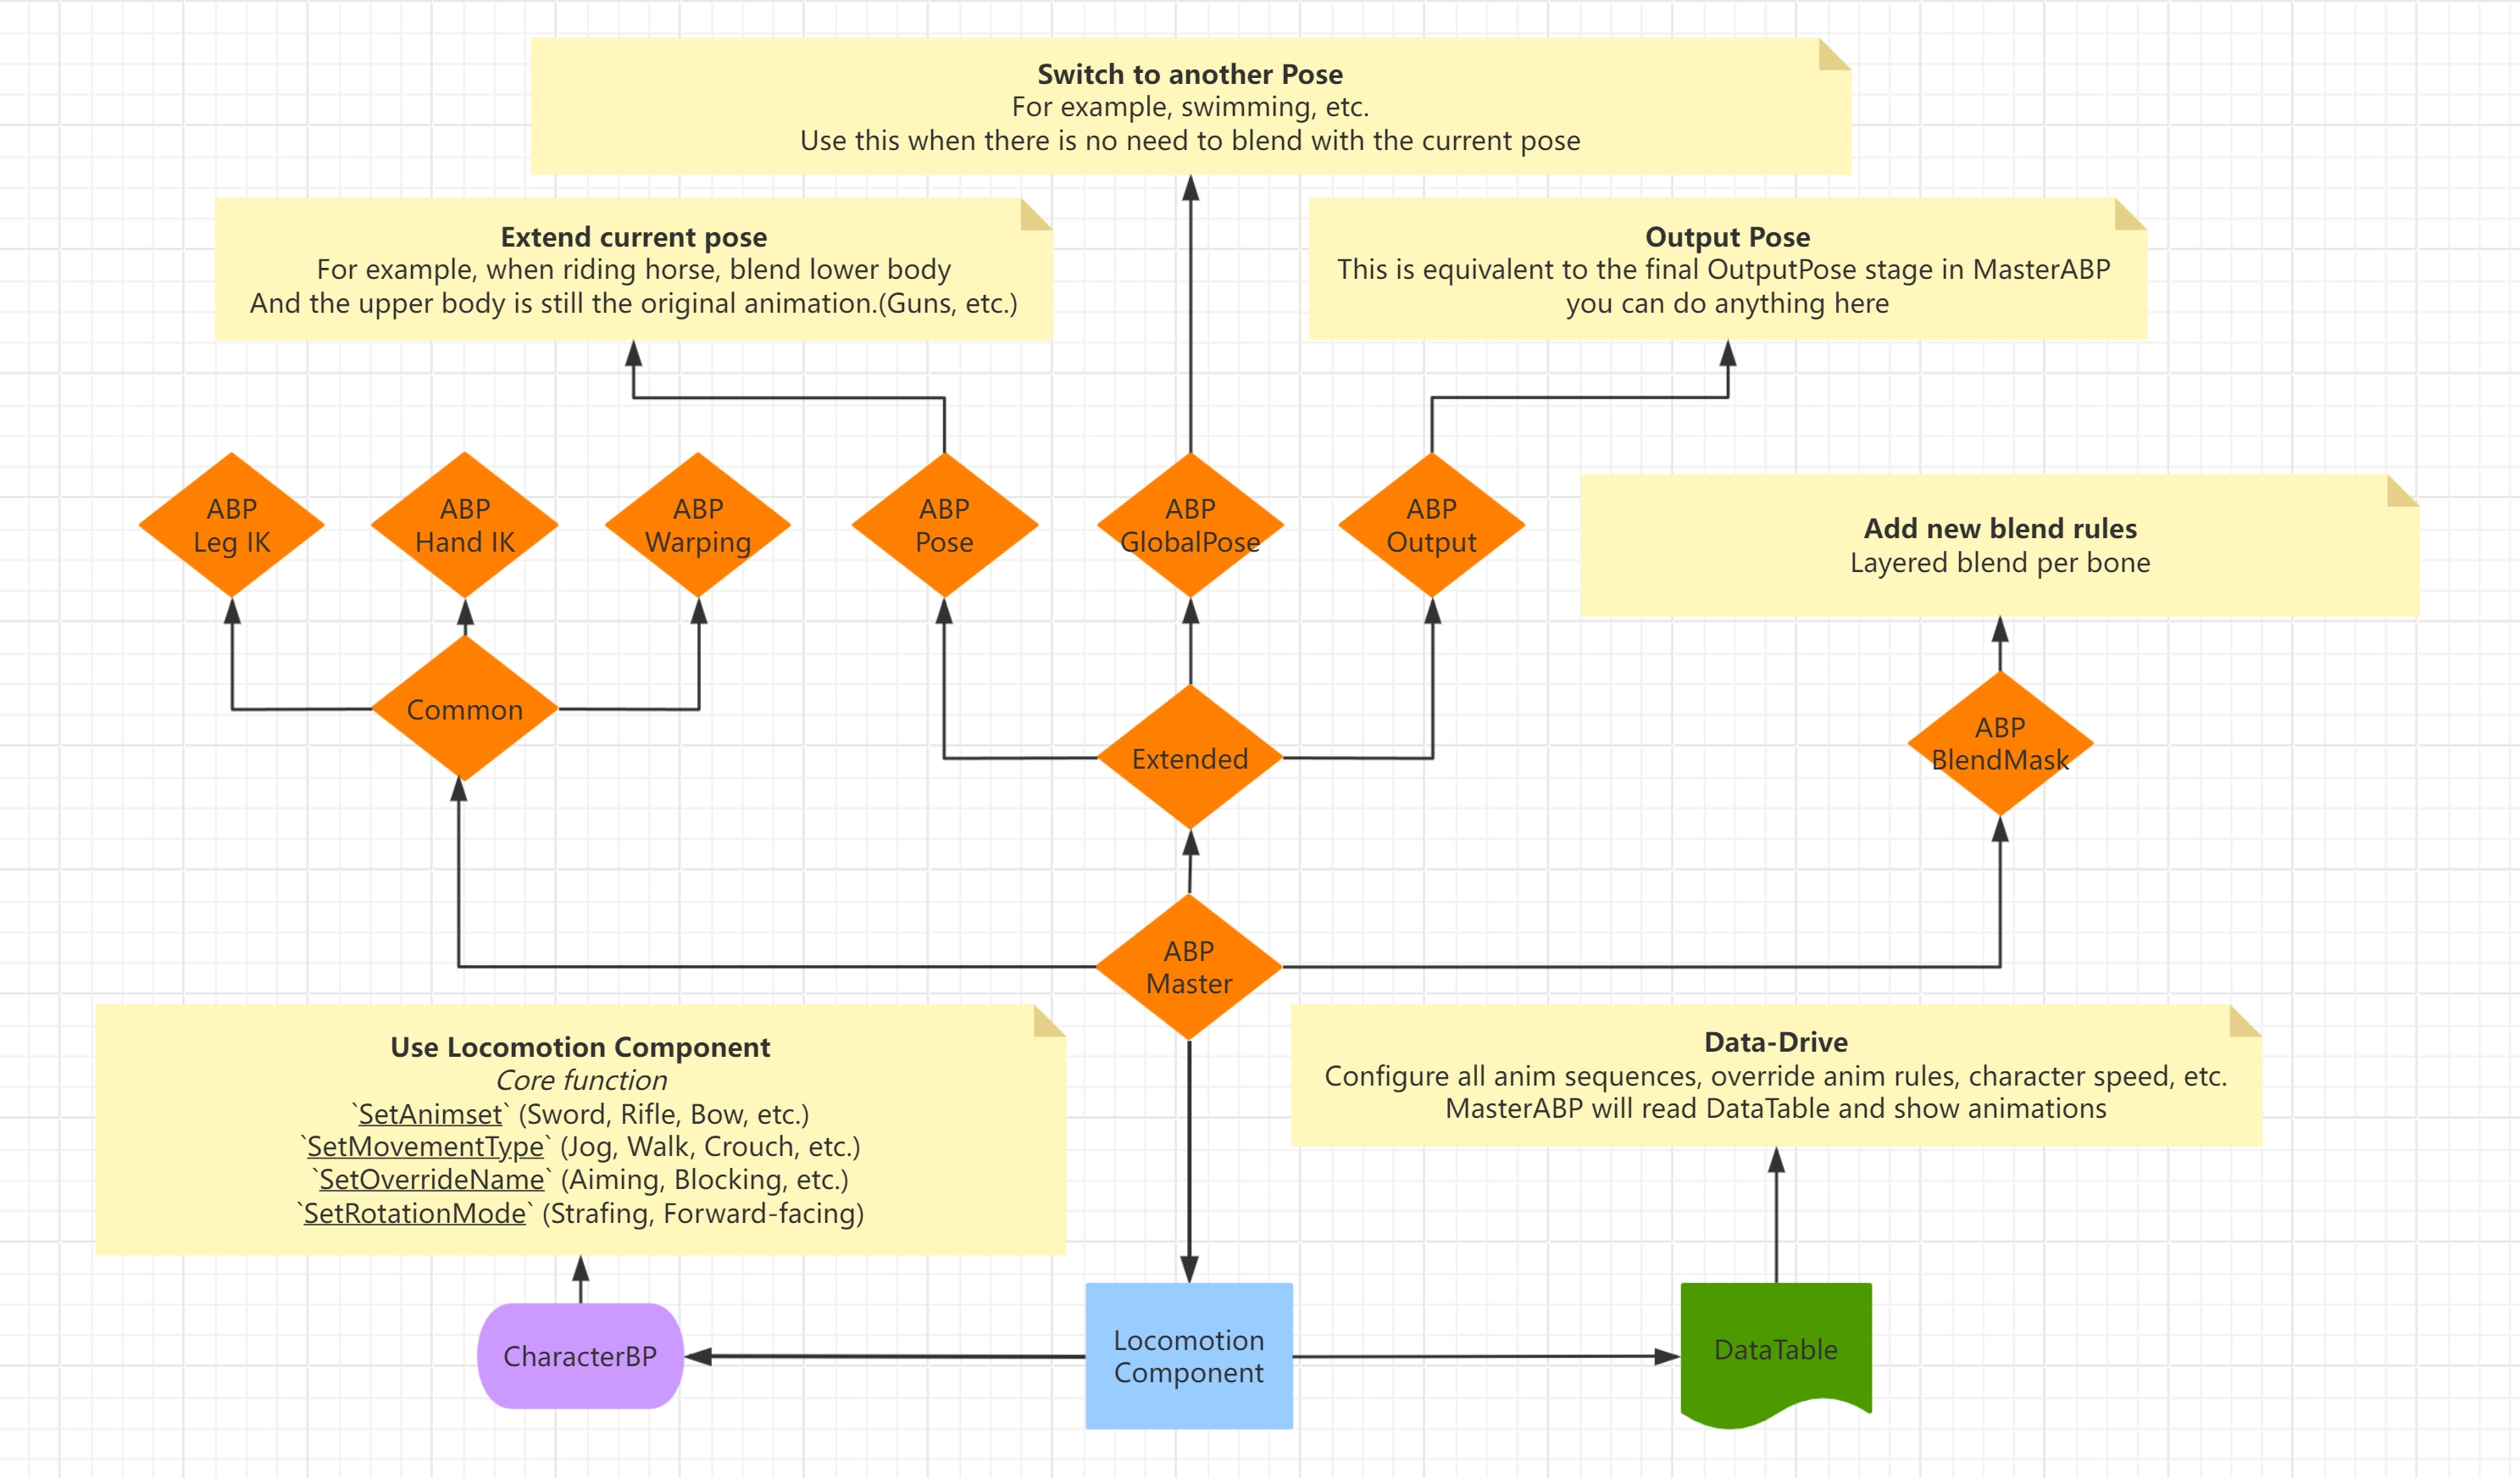 Switch to another Pose
For example, swimming, etc.
Use this when there is no need to blend with the current pose
Extend current pose
For example, when riding horse, blend lower body
And the upper body is still the original animation.(Guns, etc.)
Output Pose
This is equivalent to the final OutputPose stage in MasterABP
you can do anything here
ABP
Leg IK
ABP
Hand IK
ABP
Warping
ABP
Pose
ABP
GlobalPose
ABP
Output
Add new blend rules
Layered blend per bone
Common
Extended
ABP
BlendMask
ABP
Master
Use Locomotion Component
Core function
`SetAnimset` (Sword, Rifle, Bow, etc.)
`SetMovementType` (Jog, Walk, Crouch, etc.)
`SetOverrideName` (Aiming, Blocking, etc.)
`SetRotationMode` (Strafing, Forward-facing)
Data-Drive
Configure all anim sequences, override anim rules, character speed, etc.
MasterABP will read DataTable and show animations
CharacterBP
Locomotion
Component
DataTable